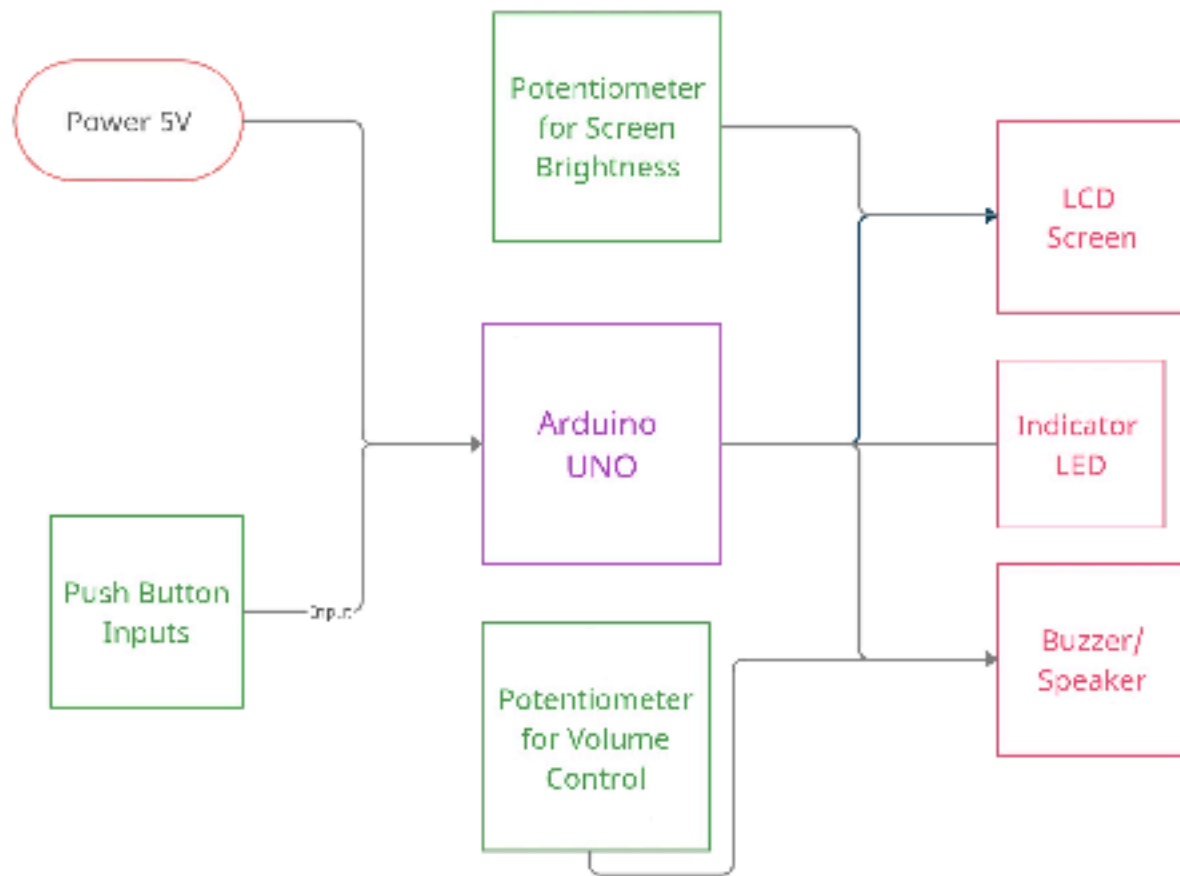 Power 5V
Potentiometer
for Screen
Brightness
LCD
Screen
Arduino
UNO
Indicator
LED
Push Button
Inputs
Input
Potentiometer
for Volume
Control
Buzzer/
Speaker